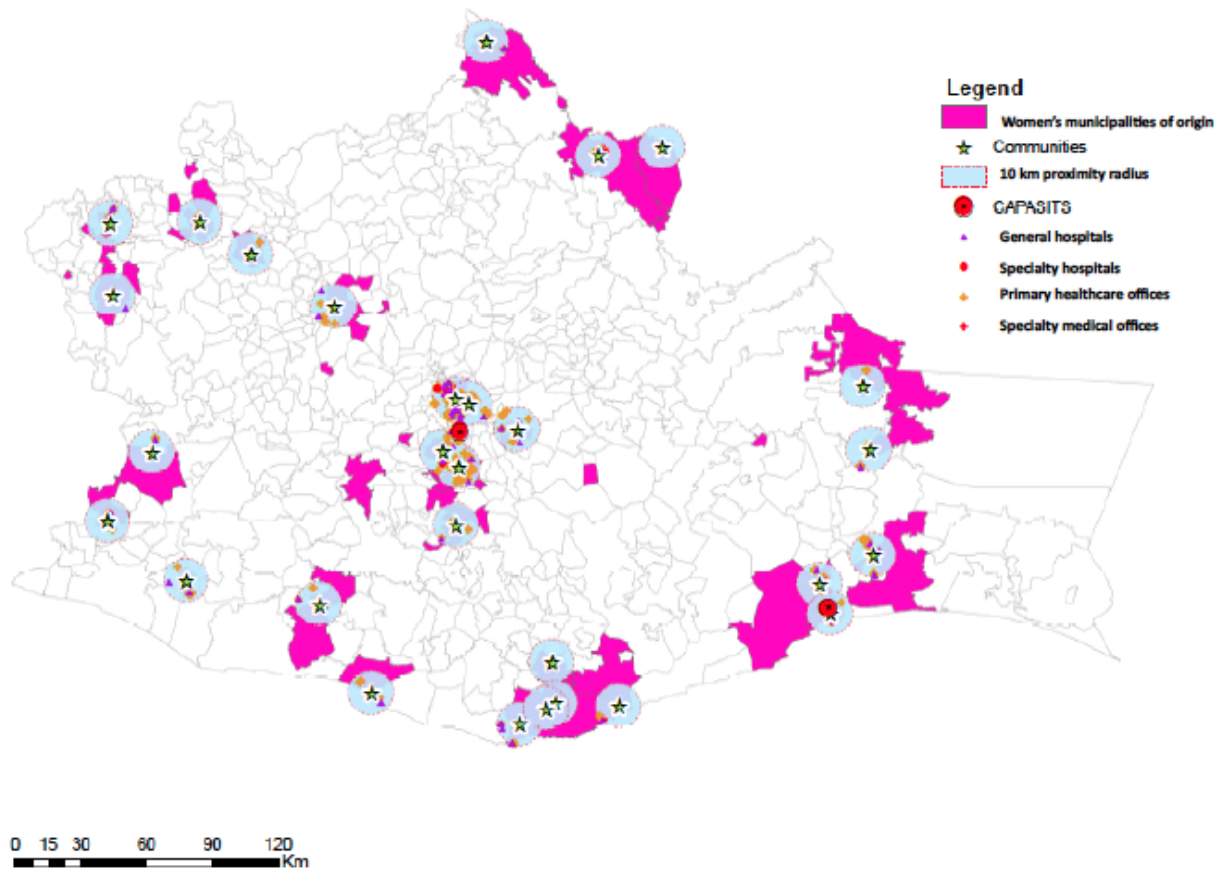 Legend
Women's municipalities of origin
Communities
10 km proximity radius
CAPASITS
General hospitals
Specialty hospitals
Primary healthcare offices
Specialty medical offices
0 15 30 60 90 120
Km